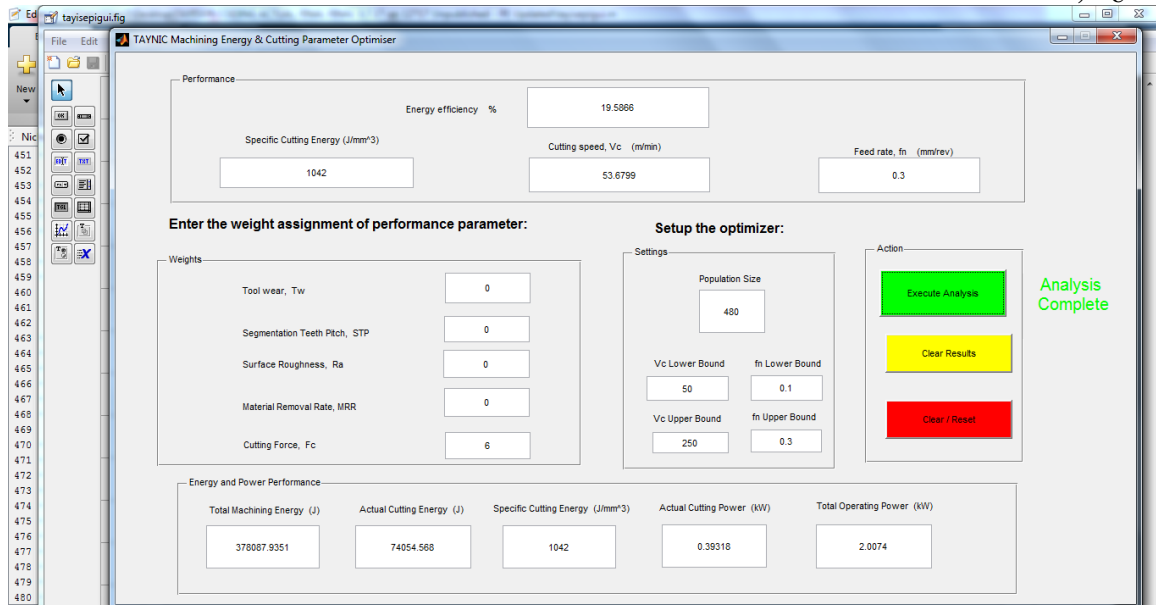 Ed
tayisepigui.fig
File Edit
TAYNIC Machining Energy & Cutting Parameter Optimiser
New
Nic
451
452
453
454
455
456
457
458
459
460
461
462
463
464
465
466
467
468
469
470
471
472
473
474
475
476
477
478
479
480
OK
EDIT
TXT
TGL
Performance
Energy efficiency %
19.5866
Specific Cutting Energy (J/mm^3)
Cutting speed, Vc (m/min)
Feed rate, fn (mm/rev)
1042
53.6799
0.3
Enter the weight assignment of performance parameter:
Setup the optimizer:
Weights
Tool wear, Tw
0
Segmentation Teeth Pitch, STP
0
Surface Roughness, Ra
0
Material Removal Rate, MRR
0
Cutting Force, Fc
6
Settings
Population Size
480
Vc Lower Bound fn Lower Bound
50 0.1
Vc Upper Bound fn Upper Bound
250 0.3
Action
Execute Analysis
Clear Results
Clear / Reset
Analysis
Complete
Energy and Power Performance
Total Machining Energy (J) Actual Cutting Energy (J) Specific Cutting Energy (J/mm^3) Actual Cutting Power (kW) Total Operating Power (kW)
378087.9351 74054.568 1042 0.39318 2.0074